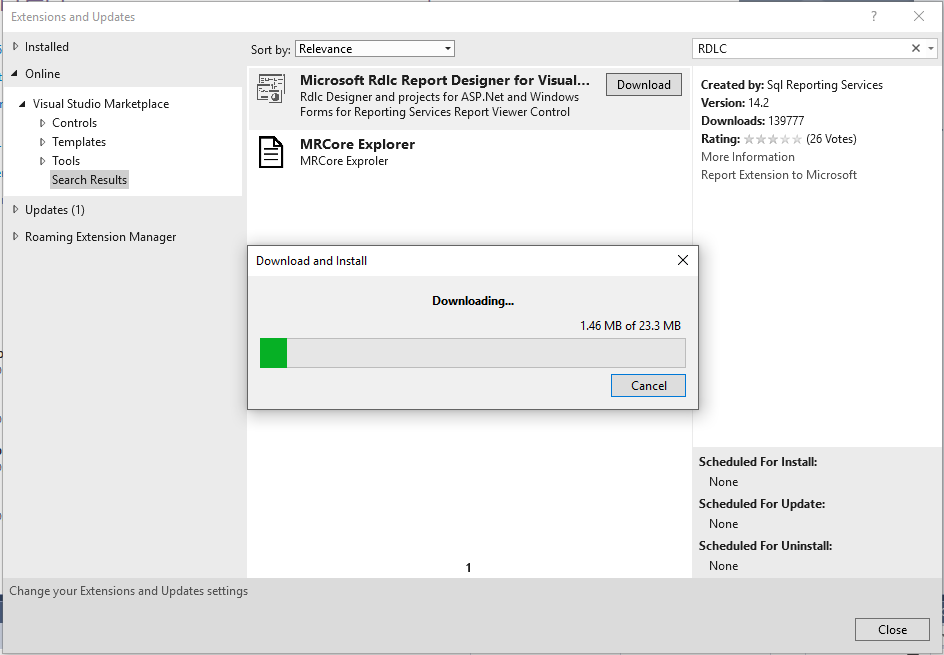 Extensions and Updates
?
Installed
Online
Visual Studio Marketplace
Controls
Templates
Tools
Search Results
Updates (1)
Roaming Extension Manager
Sort by: Relevance
Microsoft Rdlc Report Designer for Visual...
Download
Rdlc Designer and projects for ASP.Net and Windows
Forms for Reporting Services Report Viewer Control
MRCore Explorer
MRCore Exproler
1
RDLC
Created by: Sql Reporting Services
Version: 14.2
Downloads: 139777
Rating: (26 Votes)
More Information
Report Extension to Microsoft
Download and Install
Downloading...
1.46 MB of 23.3 MB
Cancel
Scheduled For Install:
None
Scheduled For Update:
None
Scheduled For Uninstall:
None
Change your Extensions and Updates settings
Close